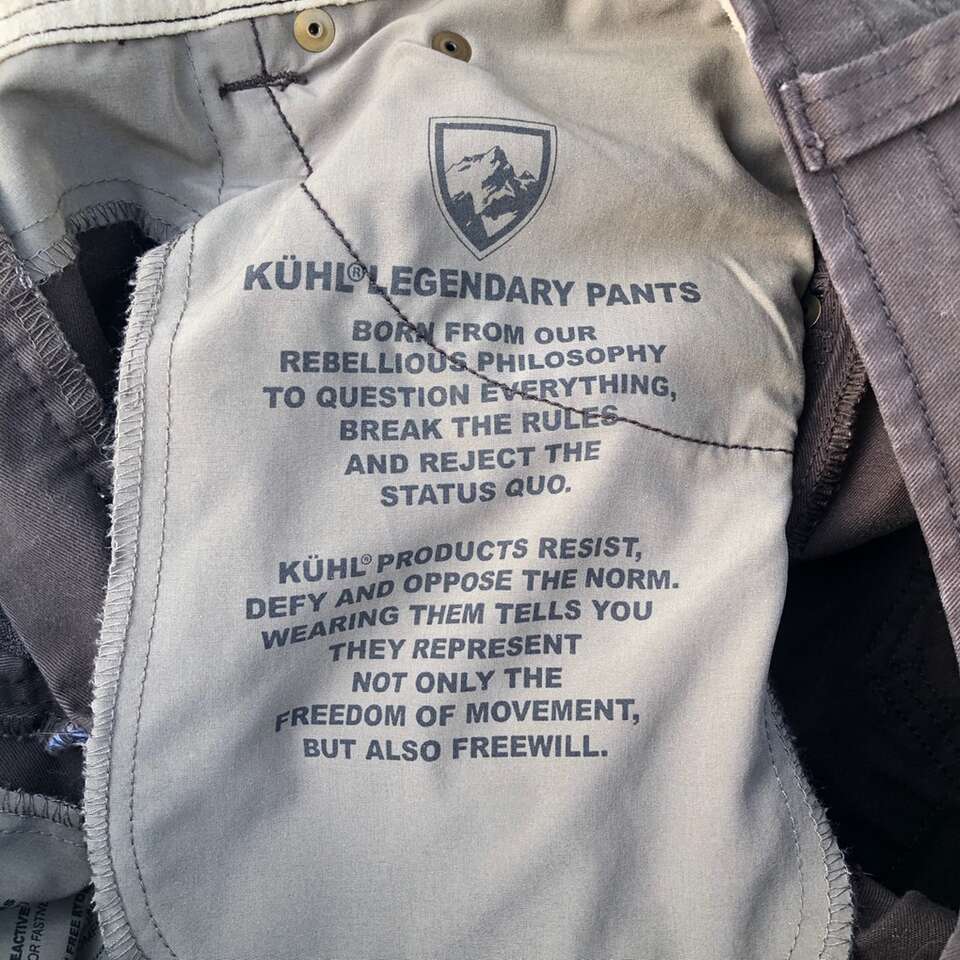 KÜHL® LEGENDARY PANTS
BORN FROM OUR
REBELLIOUS PHILOSOPHY
TO QUESTION EVERYTHING,
BREAK THE RULES
AND REJECT THE
STATUS QUO.
KÜHL® PRODUCTS RESIST,
DEFY AND OPPOSE THE NORM.
WEARING THEM TELLS YOU
THEY REPRESENT
NOT ONLY THE
FREEDOM OF MOVEMENT,
BUT ALSO FREEWILL.